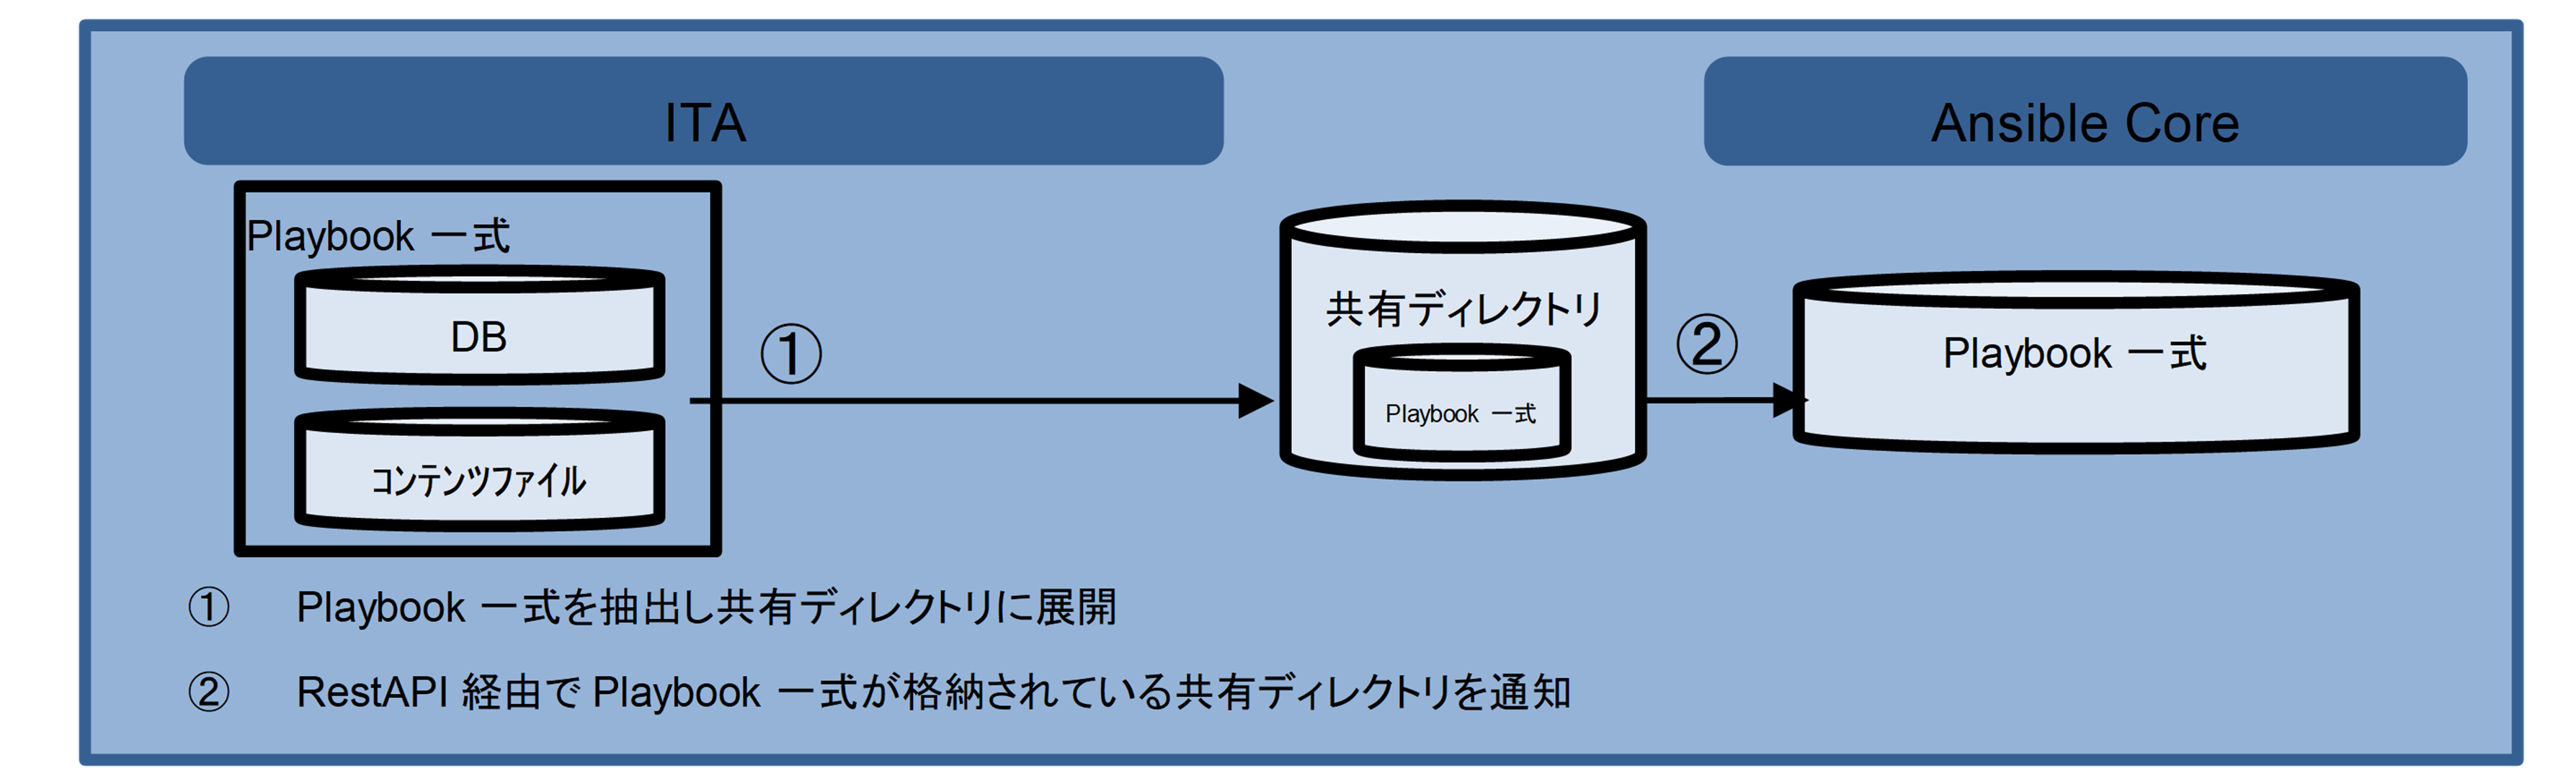 ITA
Ansible Core
Playbook 一式
DB
コンテンツファイル
①
共有ディレクトリ
Playbook 一式
②
Playbook 一式
① Playbook 一式を抽出し共有ディレクトリに展開
② RestAPI 経由で Playbook 一式が格納されている共有ディレクトリを通知